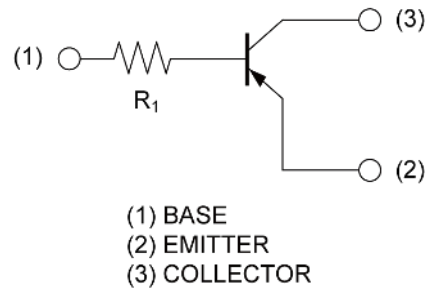 (3)
(1)
R1
(2)
(1) BASE
(2) EMITTER
(3) COLLECTOR